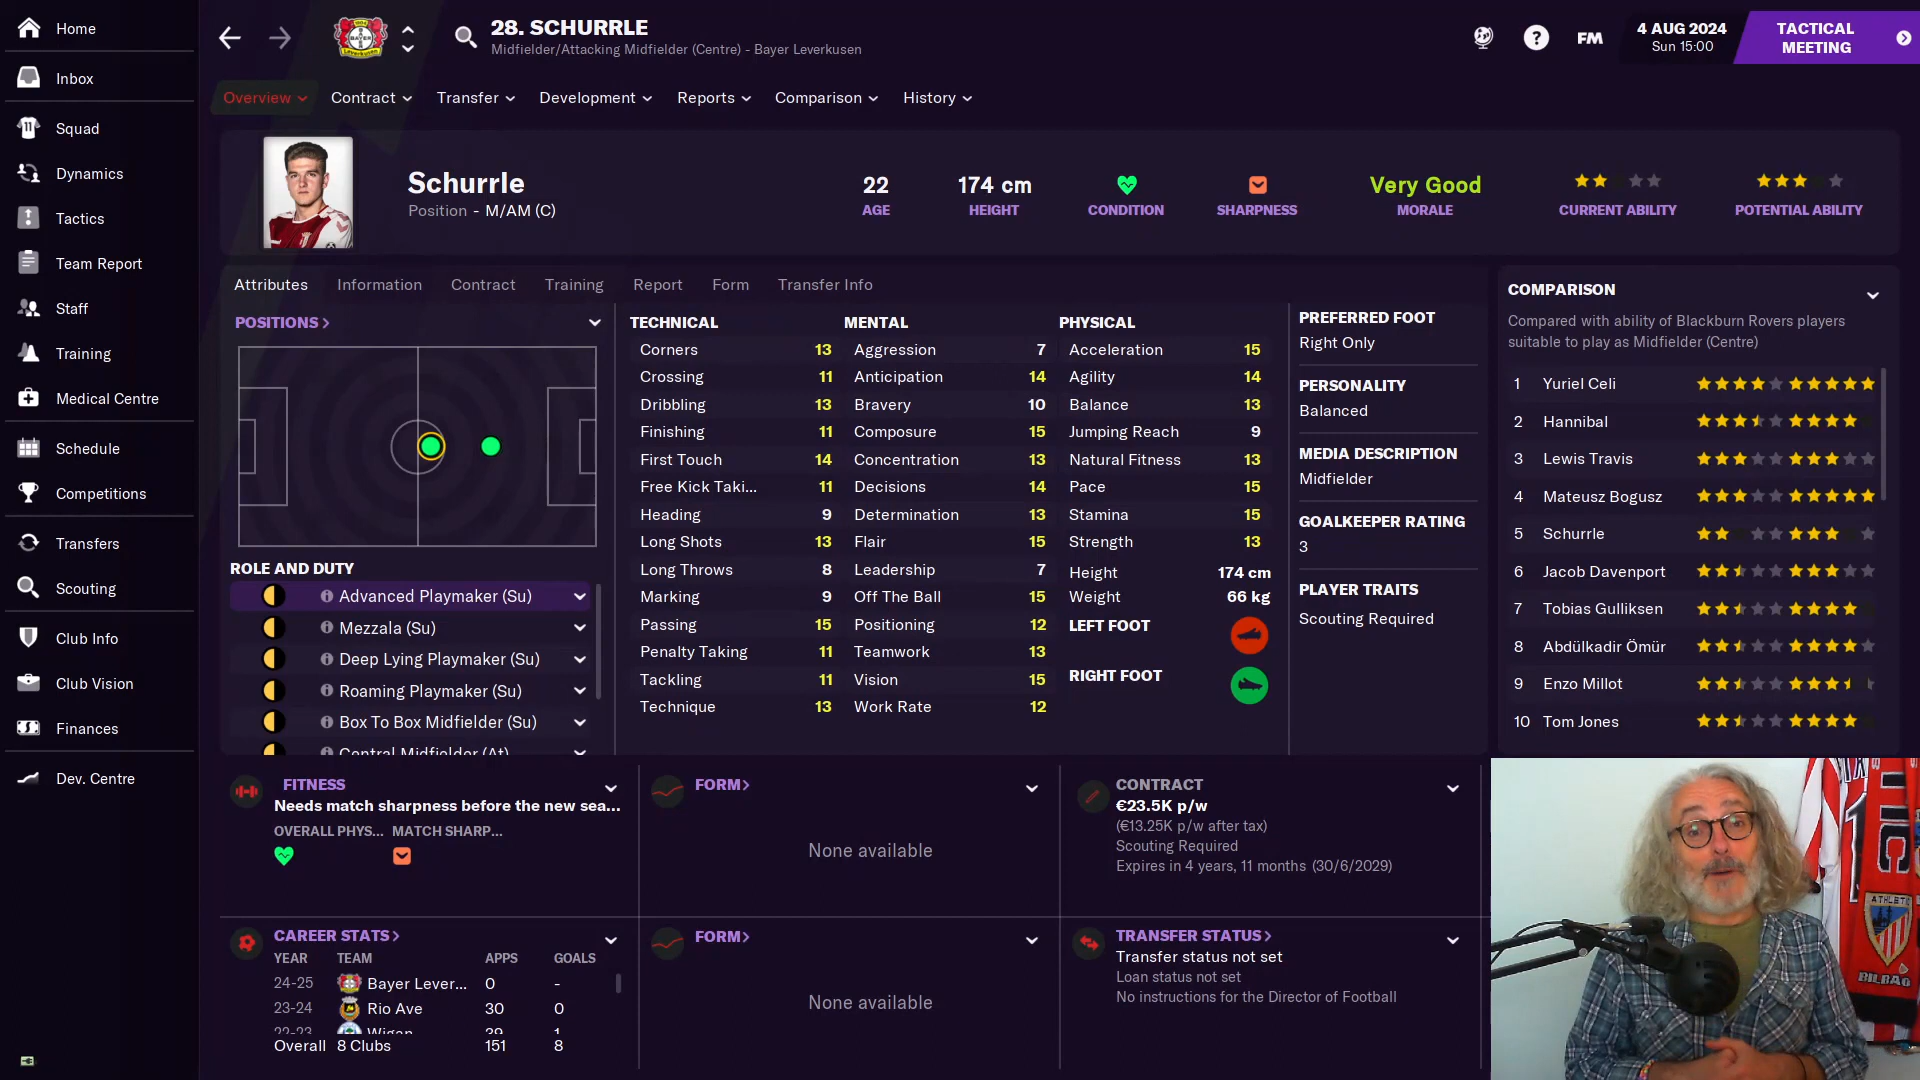 Home
Inbox
Squad
Dynamics
Tactics
Team Report
Staff
Training
Medical Centre
Schedule
Competitions
Transfers
Scouting
Club Info
Club Vision
Finances
Dev. Centre
28. SCHURRLE
Midfielder/Attacking Midfielder (Centre) - Bayer Leverkusen
FM
4 AUG 2024
Sun 15:00
TACTICAL
MEETING
Overview
Contract
Transfer
Development
Reports
Comparison
History
Schurrle
Position - M/AM (C)
22
AGE
174 cm
HEIGHT
CONDITION
SHARPNESS
Very Good
MORALE
CURRENT ABILITY
POTENTIAL ABILITY
Attributes
Information
Contract
Training
Report
Form
Transfer Info
POSITIONS
ROLE AND DUTY
Advanced Playmaker (Su)
Mezzala (Su)
Deep Lying Playmaker (Su)
Roaming Playmaker (Su)
Box To Box Midfielder (Su)
Central Midfielder (At)
TECHNICAL
Corners 13
Crossing 11
Dribbling 13
Finishing 11
First Touch 14
Free Kick Taki... 11
Heading 9
Long Shots 13
Long Throws 8
Marking 9
Passing 15
Penalty Taking 11
Tackling 11
Technique 13
MENTAL
Aggression 7
Anticipation 14
Bravery 10
Composure 15
Concentration 13
Decisions 14
Determination 13
Flair 15
Leadership 7
Off The Ball 15
Positioning 12
Teamwork 13
Vision 15
Work Rate 12
PHYSICAL
Acceleration 15
Agility 14
Balance 13
Jumping Reach 9
Natural Fitness 13
Pace 15
Stamina 15
Strength 13
Height 174 cm
Weight 66 kg
LEFT FOOT
RIGHT FOOT
PREFERRED FOOT
Right Only
PERSONALITY
Balanced
MEDIA DESCRIPTION
Midfielder
GOALKEEPER RATING
3
PLAYER TRAITS
Scouting Required
COMPARISON
Compared with ability of Blackburn Rovers players
suitable to play as Midfielder (Centre)
1 Yuriel Celi
2 Hannibal
3 Lewis Travis
4 Mateusz Bogusz
5 Schurrle
6 Jacob Davenport
7 Tobias Gulliksen
8 Abdülkadir Ömür
9 Enzo Millot
10 Tom Jones
FITNESS
Needs match sharpness before the new sea...
OVERALL PHYS... MATCH SHARP...
FORM
None available
CONTRACT
€23.5K p/w
(€13.25K p/w after tax)
Scouting Required
Expires in 4 years, 11 months (30/6/2029)
CAREER STATS
YEAR TEAM APPS GOALS
24-25 Bayer Lever... 0 -
23-24 Rio Ave 30 0
22-23 Wigan 39 1
Overall 8 Clubs 151 8
FORM
None available
TRANSFER STATUS
Transfer status not set
Loan status not set
No instructions for the Director of Football
ATHLETIC
BILBAO